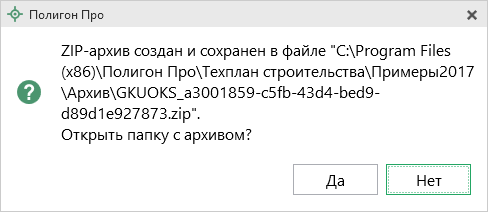 Полигон Про
ZIP-архив создан и сохранен в файле "C:\Program Files
(x86)\Полигон Про\Техплан строительства\Примеры2017
\Архив\GKUOKS_a3001859-c5fb-43d4-bed9-
d89d1e927873.zip".
Открыть папку с архивом?
Да
Нет